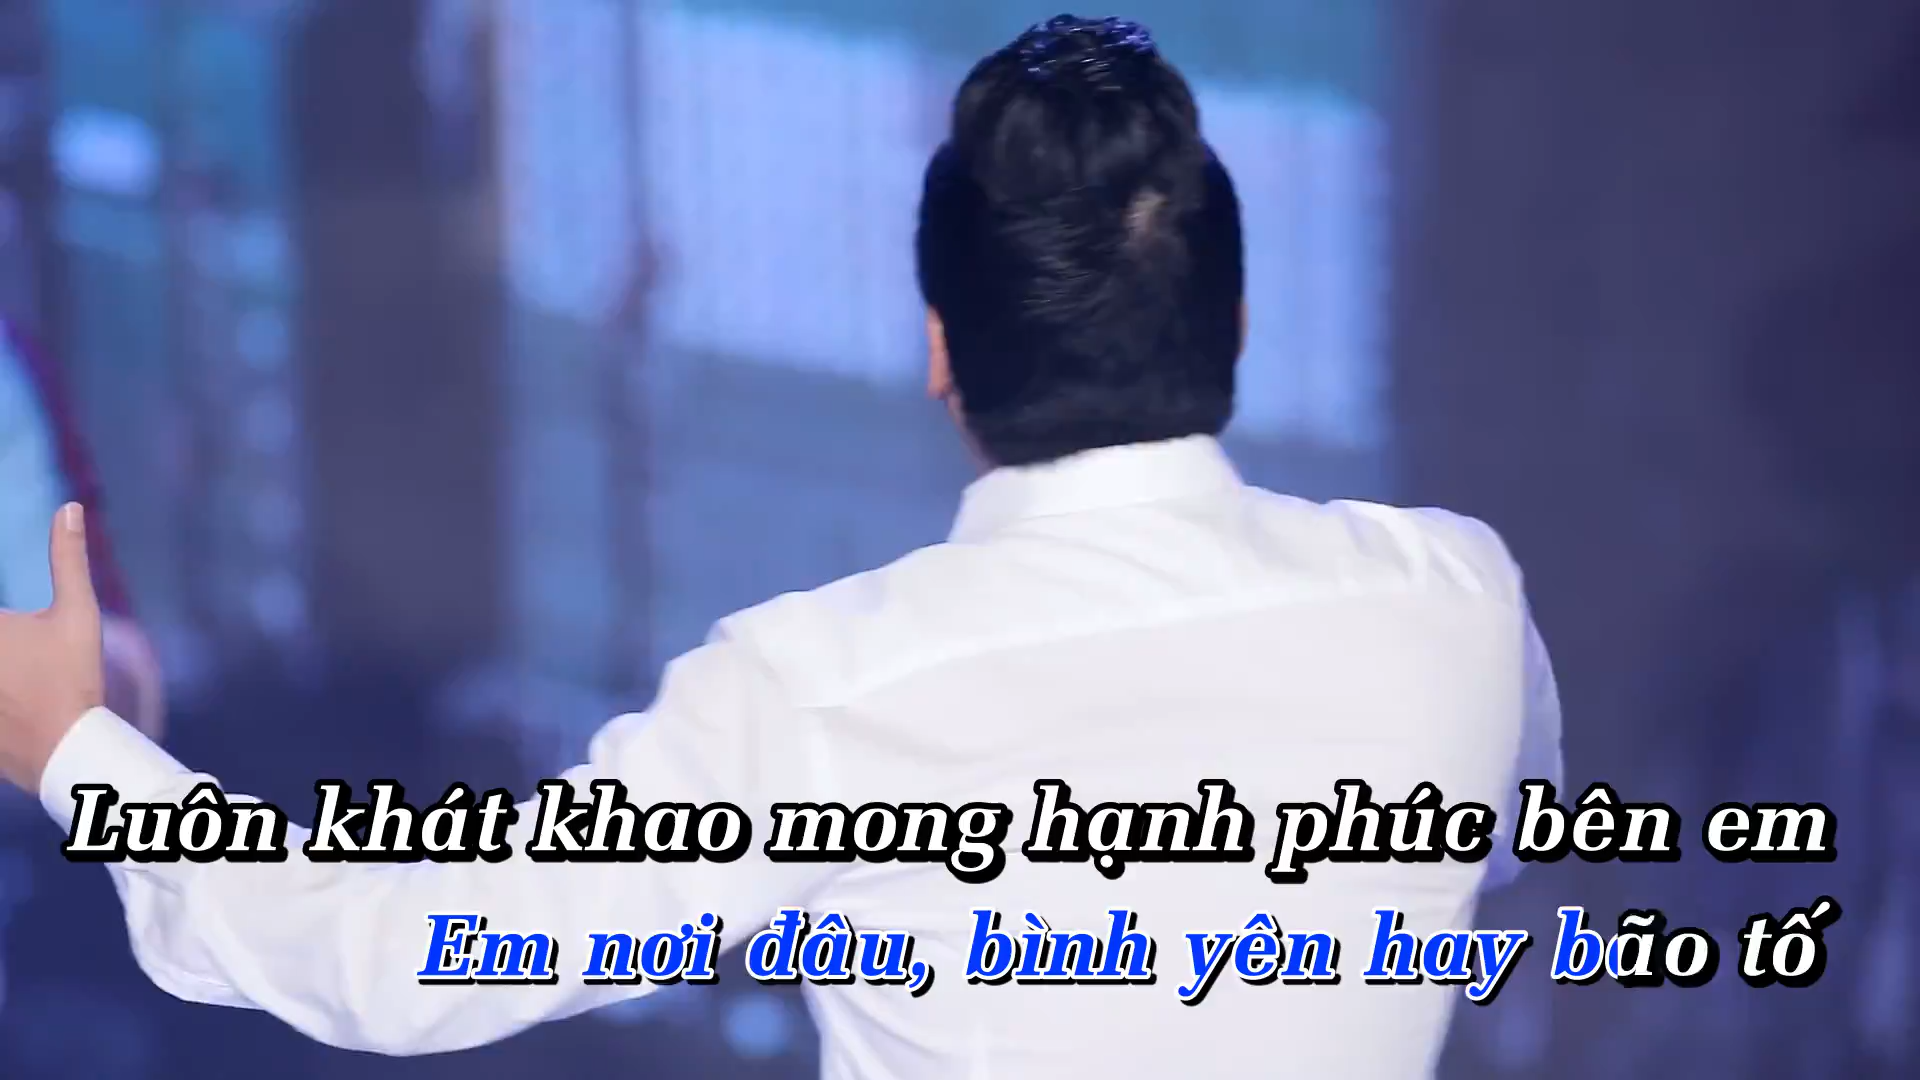 Luôn khát khao mong hạnh phúc bên em
Em nơi đâu, bình yên hay bão tố